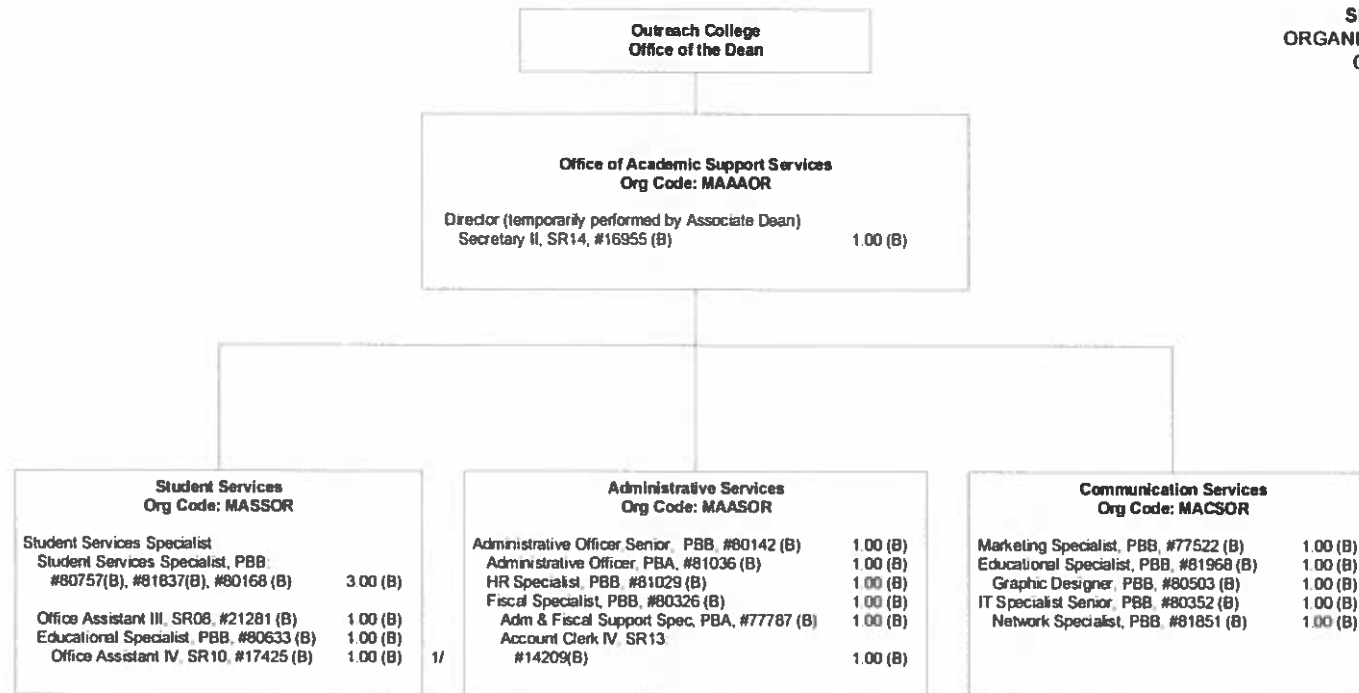 Outreach College
Office of the Dean
Office of Academic Support Services
Org Code: MAAAOR
Director (temporarily performed by Associate Dean)
Secretary II, SR14, #16955 (B) 1.00 (B)
Student Services
Org Code: MASSOR
Student Services Specialist
Student Services Specialist, PBB:
#80757(B), #81837(B), #80168 (B) 3.00 (B)
Office Assistant III, SR08, #21281 (B) 1.00 (B)
Educational Specialist, PBB, #80633 (B) 1.00 (B)
Office Assistant IV, SR10, #17425 (B) 1.00 (B) 1/
Administrative Services
Org Code: MAASOR
Administrative Officer Senior, PBB, #80142 (B) 1.00 (B)
Administrative Officer, PBA, #81036 (B) 1.00 (B)
HR Specialist, PBB, #81029 (B) 1.00 (B)
Fiscal Specialist, PBB, #80326 (B) 1.00 (B)
Adm & Fiscal Support Spec, PBA, #77787 (B) 1.00 (B)
Account Clerk IV, SR13
#14209(B) 1.00 (B)
Communication Services
Org Code: MACSOR
Marketing Specialist, PBB, #77522 (B) 1.00 (B)
Educational Specialist, PBB, #81968 (B) 1.00 (B)
Graphic Designer, PBB, #80503 (B) 1.00 (B)
IT Specialist Senior, PBB, #80352 (B) 1.00 (B)
Network Specialist, PBB, #81851 (B) 1.00 (B)